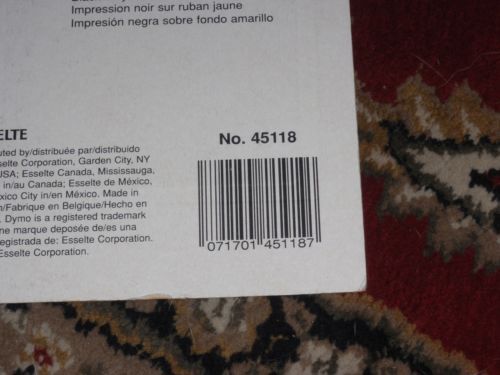 Impression noir sur ruban jaune
Impresión negra sobre fondo amarillo
ELTE
uted by/distribuée par/distribuido
sselte Corporation, Garden City, NY
USA; Esselte Canada, Mississauga,
in/au Canada; Esselte de México,
xico City in/en México. Made in
m/Fabrique en Belgique/Hecho en
. Dymo is a registered trademark
ne marque deposée de/es una
registrada de: Esselte Corporation.
sselte Corporation.
No. 45118
071701 451187